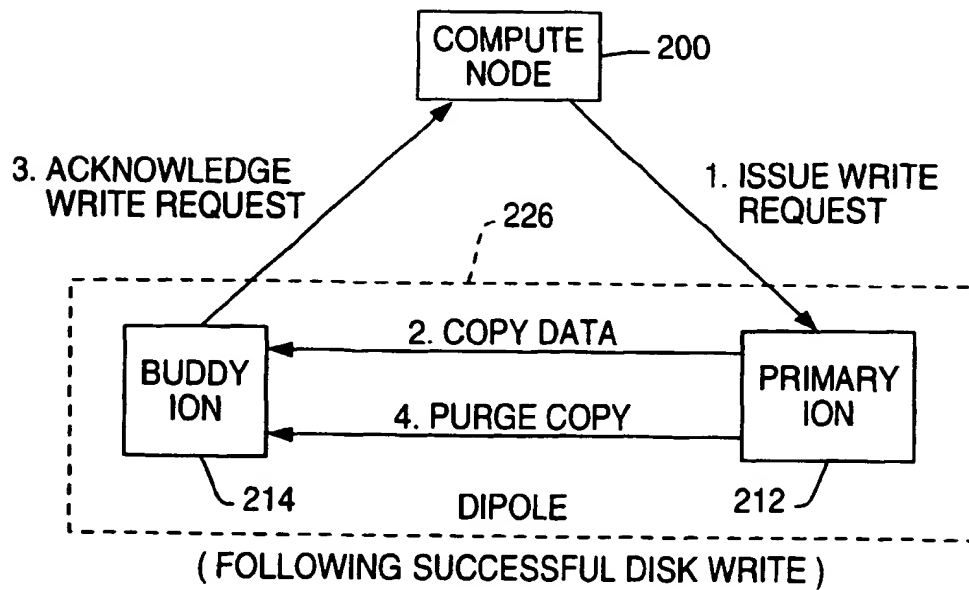 COMPUTE
NODE
200
3. ACKNOWLEDGE
WRITE REQUEST
1. ISSUE WRITE
REQUEST
226
2. COPY DATA
BUDDY
ION
PRIMARY
ION
4. PURGE COPY
214
DIPOLE
212
( FOLLOWING SUCCESSFUL DISK WRITE )